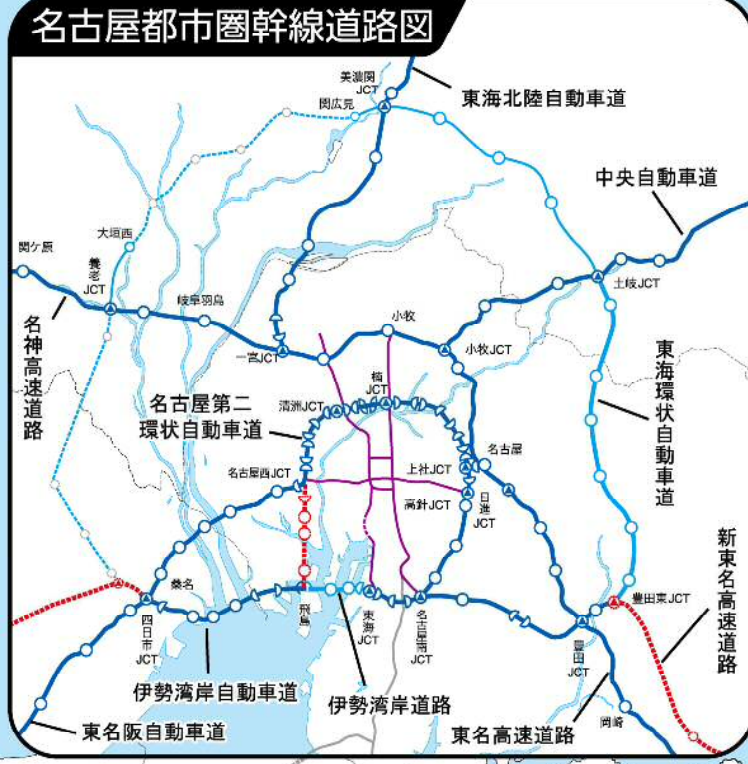 名古屋都市圏幹線道路図
美濃関
JCT
関広見
東海北陸自動車道
中央自動車道
大垣西
関ケ原
養老
JCT
岐阜羽島
土岐JCT
名神高速道路
小牧
一宮JCT
小牧JCT
楠
JCT
東海環状自動車道
名古屋第二
環状自動車道
清洲JCT
名古屋西JCT
上社JCT
名古屋
高針JCT
日進
JCT
新東名高速道路
桑名
四日市
JCT
飛島
東海
JCT
名古屋南
JCT
豊田
JCT
豊田東JCT
伊勢湾岸自動車道
伊勢湾岸道路
東名阪自動車道
東名高速道路
岡崎